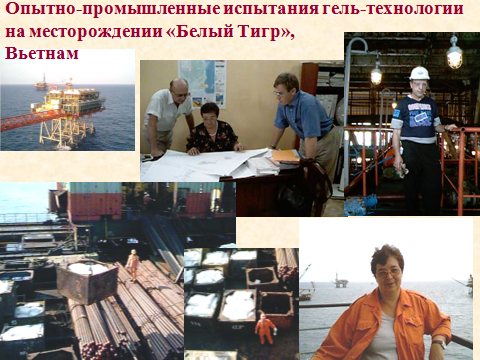 Опытно-промышленные испытания гель-технологии
на месторождении «Белый Тигр»,
Вьетнам